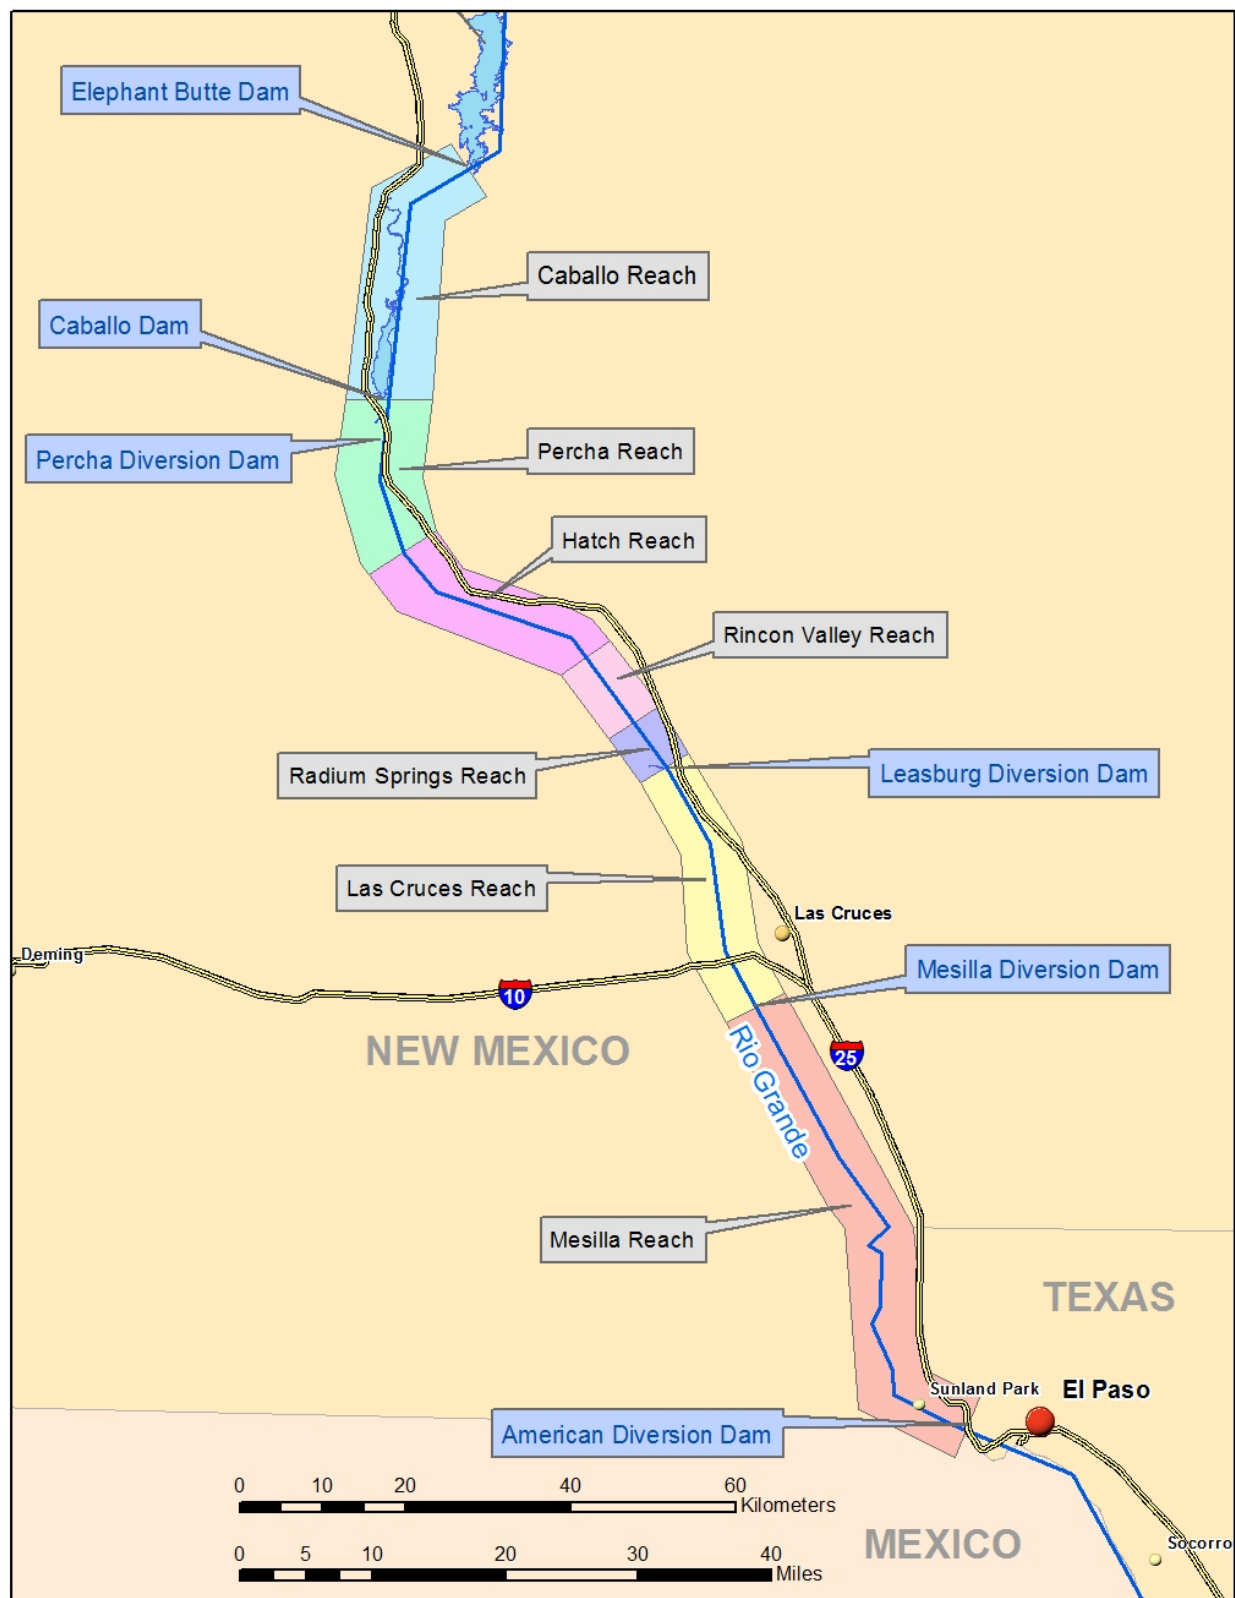 Elephant Butte Dam
Caballo Reach
Caballo Dam
Percha Diversion Dam
Percha Reach
Hatch Reach
Rincon Valley Reach
Radium Springs Reach
Leasburg Diversion Dam
Las Cruces Reach
Las Cruces
Deming
Mesilla Diversion Dam
10
NEW MEXICO
Rio Grande
25
Mesilla Reach
TEXAS
Sunland Park
El Paso
American Diversion Dam
0 10 20 40 60
Kilometers
MEXICO
Socorro
0 5 10 20 30 40
Miles